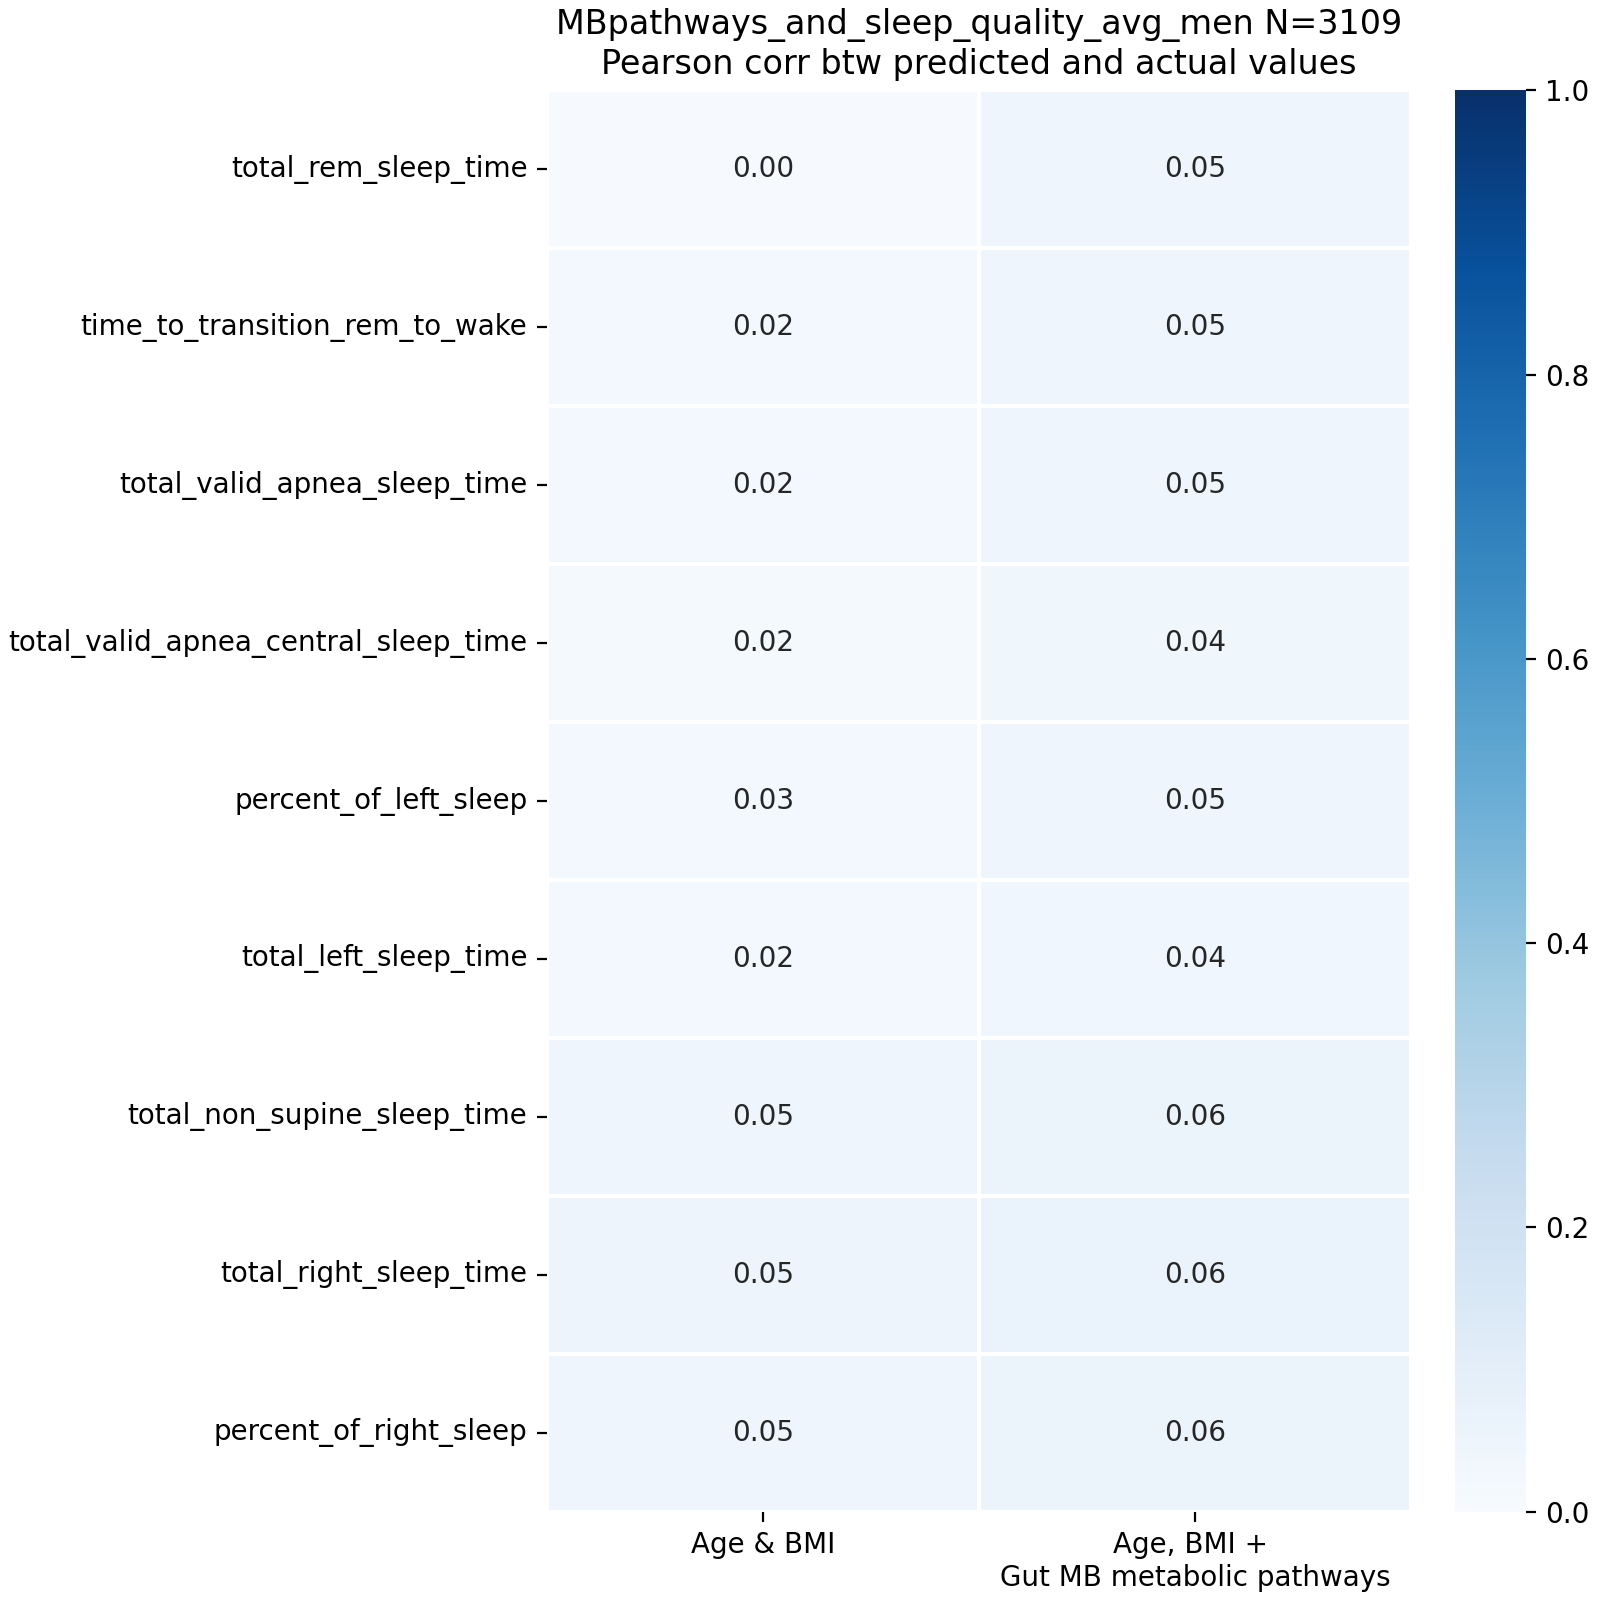 MBpathways_and_sleep_quality_avg_men N=3109
Pearson corr btw predicted and actual values
total_rem_sleep_time 0.00 0.05
time_to_transition_rem_to_wake 0.02 0.05
total_valid_apnea_sleep_time 0.02 0.05
total_valid_apnea_central_sleep_time 0.02 0.04
percent_of_left_sleep 0.03 0.05
total_left_sleep_time 0.02 0.04
total_non_supine_sleep_time 0.05 0.06
total_right_sleep_time 0.05 0.06
percent_of_right_sleep 0.05 0.06
Age & BMI
Age, BMI +
Gut MB metabolic pathways
1.0
0.8
0.6
0.4
0.2
0.0